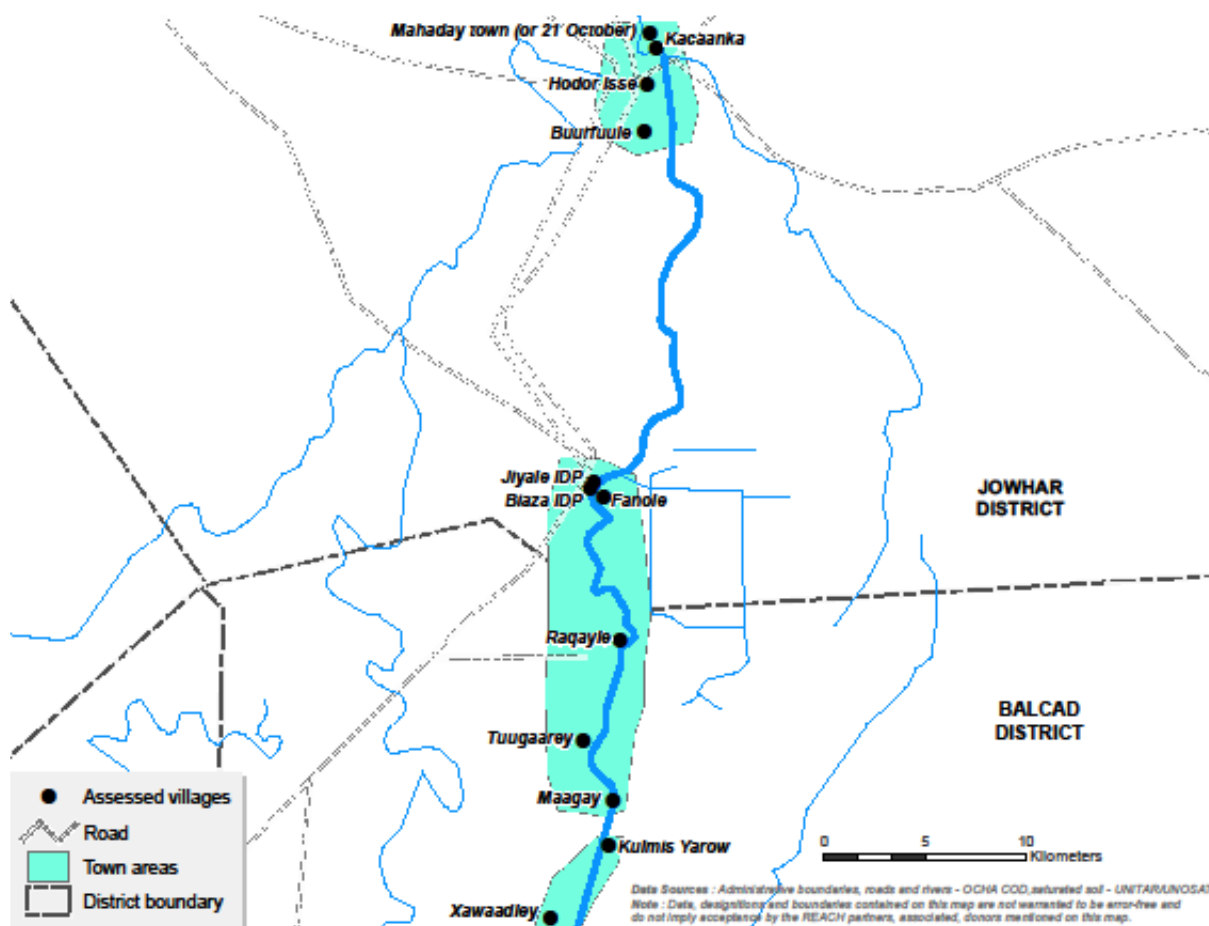 Mahaday town (or 21 October)
Kacaanka
Hodor Isse
Buurfuule
Jiyale IDP
Biaza IDP
Fanole
JOWHAR
DISTRICT
Raqayle
BALCAD
DISTRICT
Tuugaarey
Maagay
Kulmis Yarow
Xawaadley
Assessed villages
Road
Town areas
District boundary
0 5 10
Kilometers
Data Sources : Administrative boundaries, roads and rivers - OCHA COD,saturated soil - UNITAR/UNOSAT
Note : Data, designitions and boundaries contained on this map are not warranted to be error-free and
do not imply acceptance by the REACH partners, associated, donors mentioned on this map.